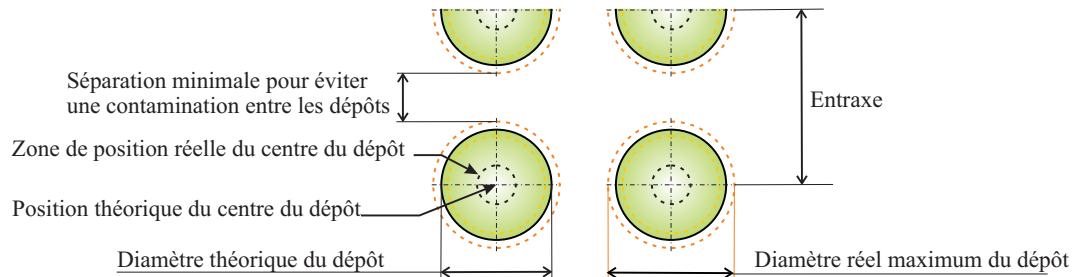 Séparation minimale pour éviter
une contamination entre les dépôts
Entraxe
Zone de position réelle du centre du dépôt
Position théorique du centre du dépôt
Diamètre théorique du dépôt
Diamètre réel maximum du dépôt